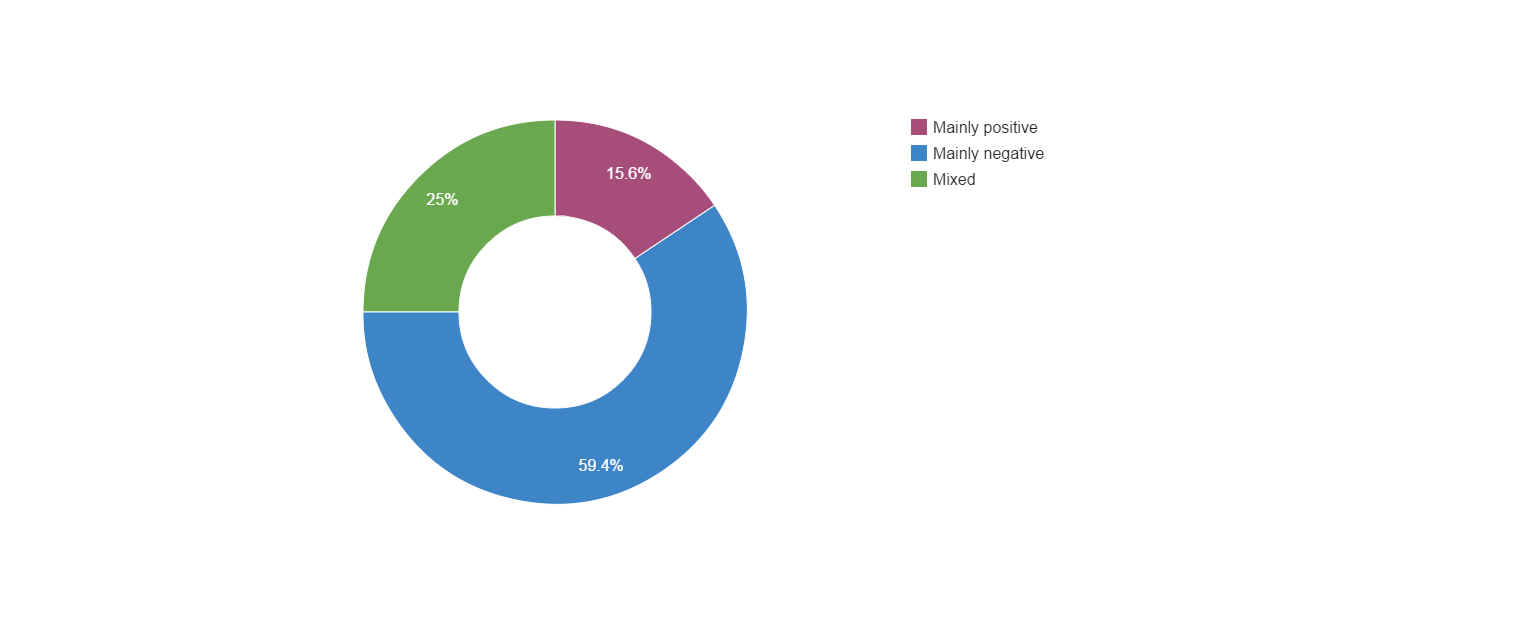 15.6%
25%
59.4%
Mainly positive
Mainly negative
Mixed